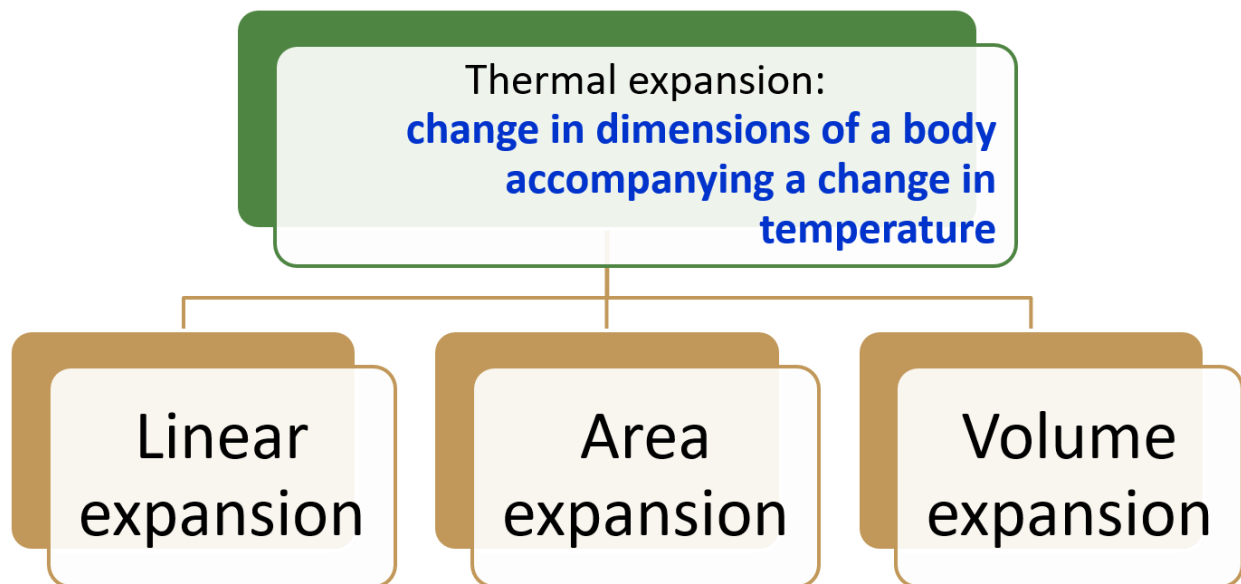 Thermal expansion:
change in dimensions of a body
accompanying a change in
temperature
Linear
expansion
Area
expansion
Volume
expansion